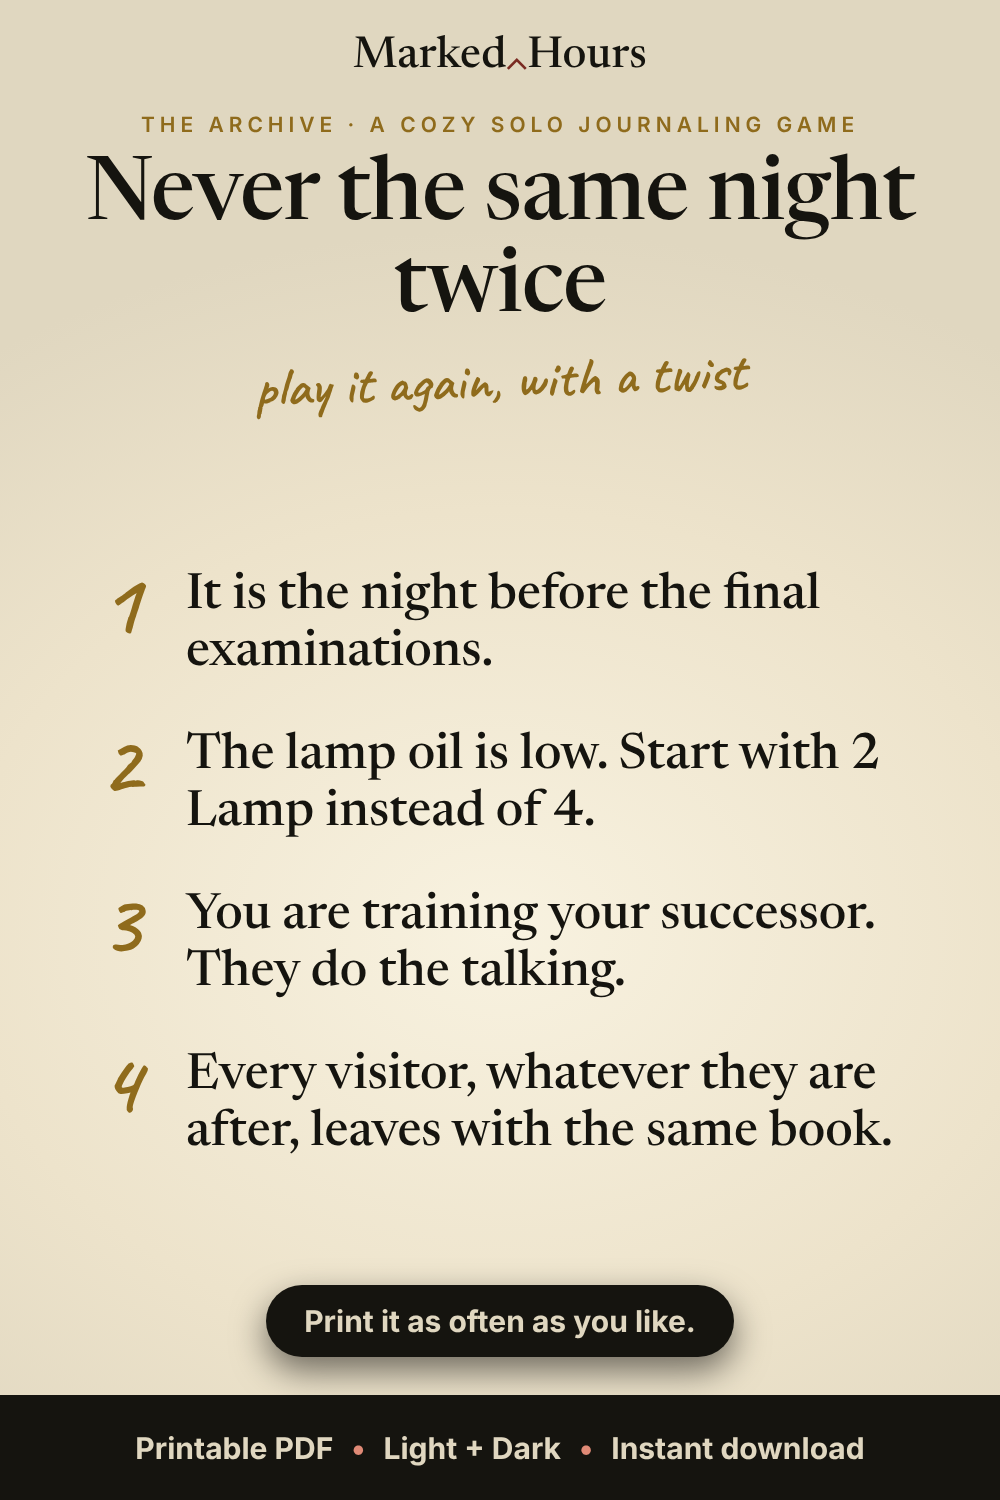 Marked‸Hours
THE ARCHIVE · A COZY SOLO JOURNALING GAME
Never the same night
twice
play it again, with a twist
1 It is the night before the final
examinations.
2 The lamp oil is low. Start with 2
Lamp instead of 4.
3 You are training your successor.
They do the talking.
4 Every visitor, whatever they are
after, leaves with the same book.
Print it as often as you like.
Printable PDF • Light + Dark • Instant download